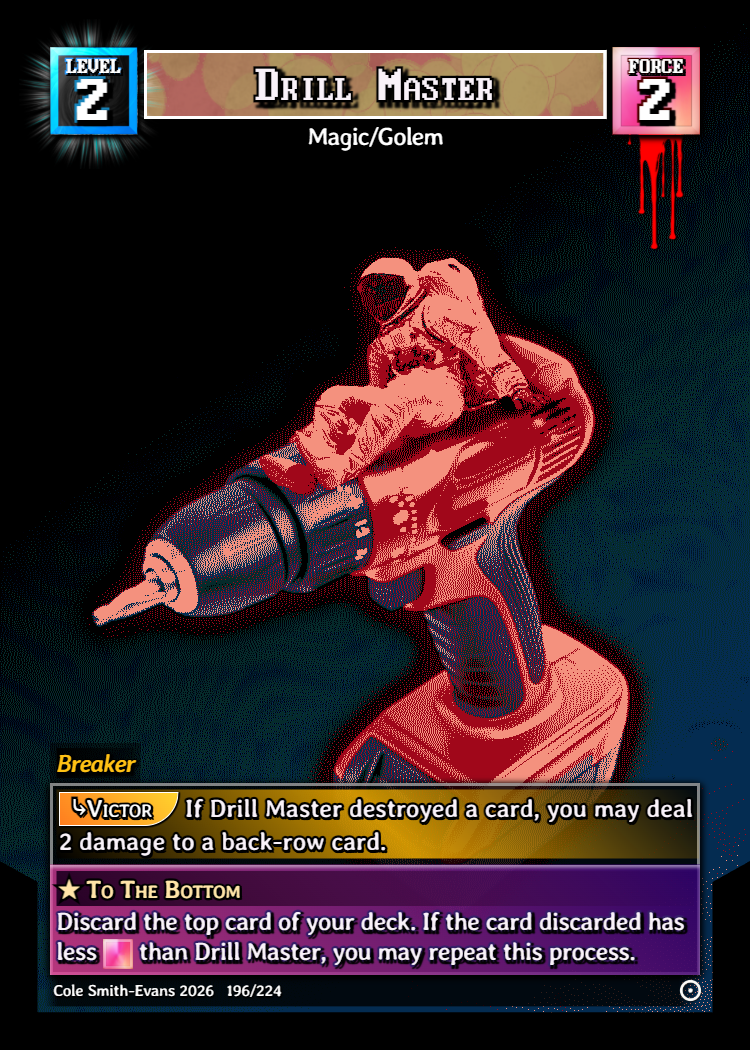 LEVEL
2
DRILL MASTER
FORCE
2
Magic/Golem
Breaker
↳VICTOR If Drill Master destroyed a card, you may deal
2 damage to a back-row card.
★ TO THE BOTTOM
Discard the top card of your deck. If the card discarded has
less than Drill Master, you may repeat this process.
Cole Smith-Evans 2026 196/224